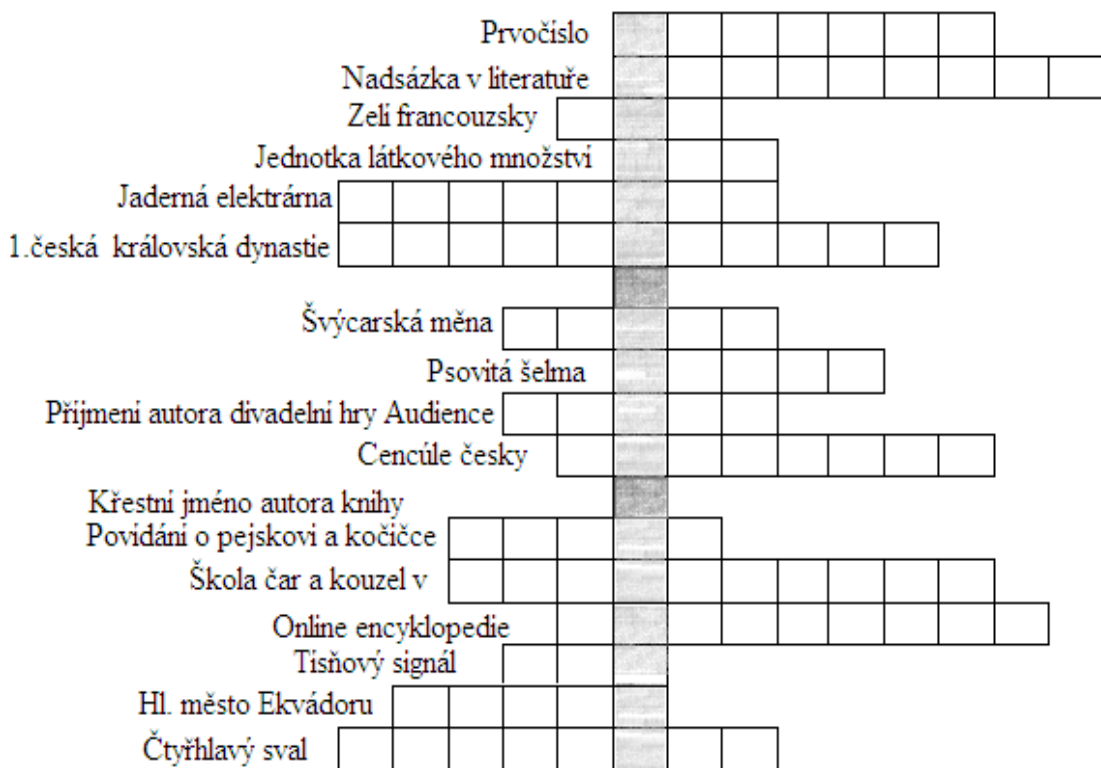 Prvočíslo
Nadsázka v literatuře
Zelí francouzsky
Jednotka látkového množství
Jaderná elektrárna
1.česká královská dynastie
Švýcarská měna
Psovitá šelma
Příjmení autora divadelní hry Audience
Cencúle česky
Křestní jméno autora knihy
Povídání o pejskovi a kočičce
Škola čar a kouzel v
Online encyklopedie
Tísňový signál
Hl. město Ekvádoru
Čtyřhlavý sval